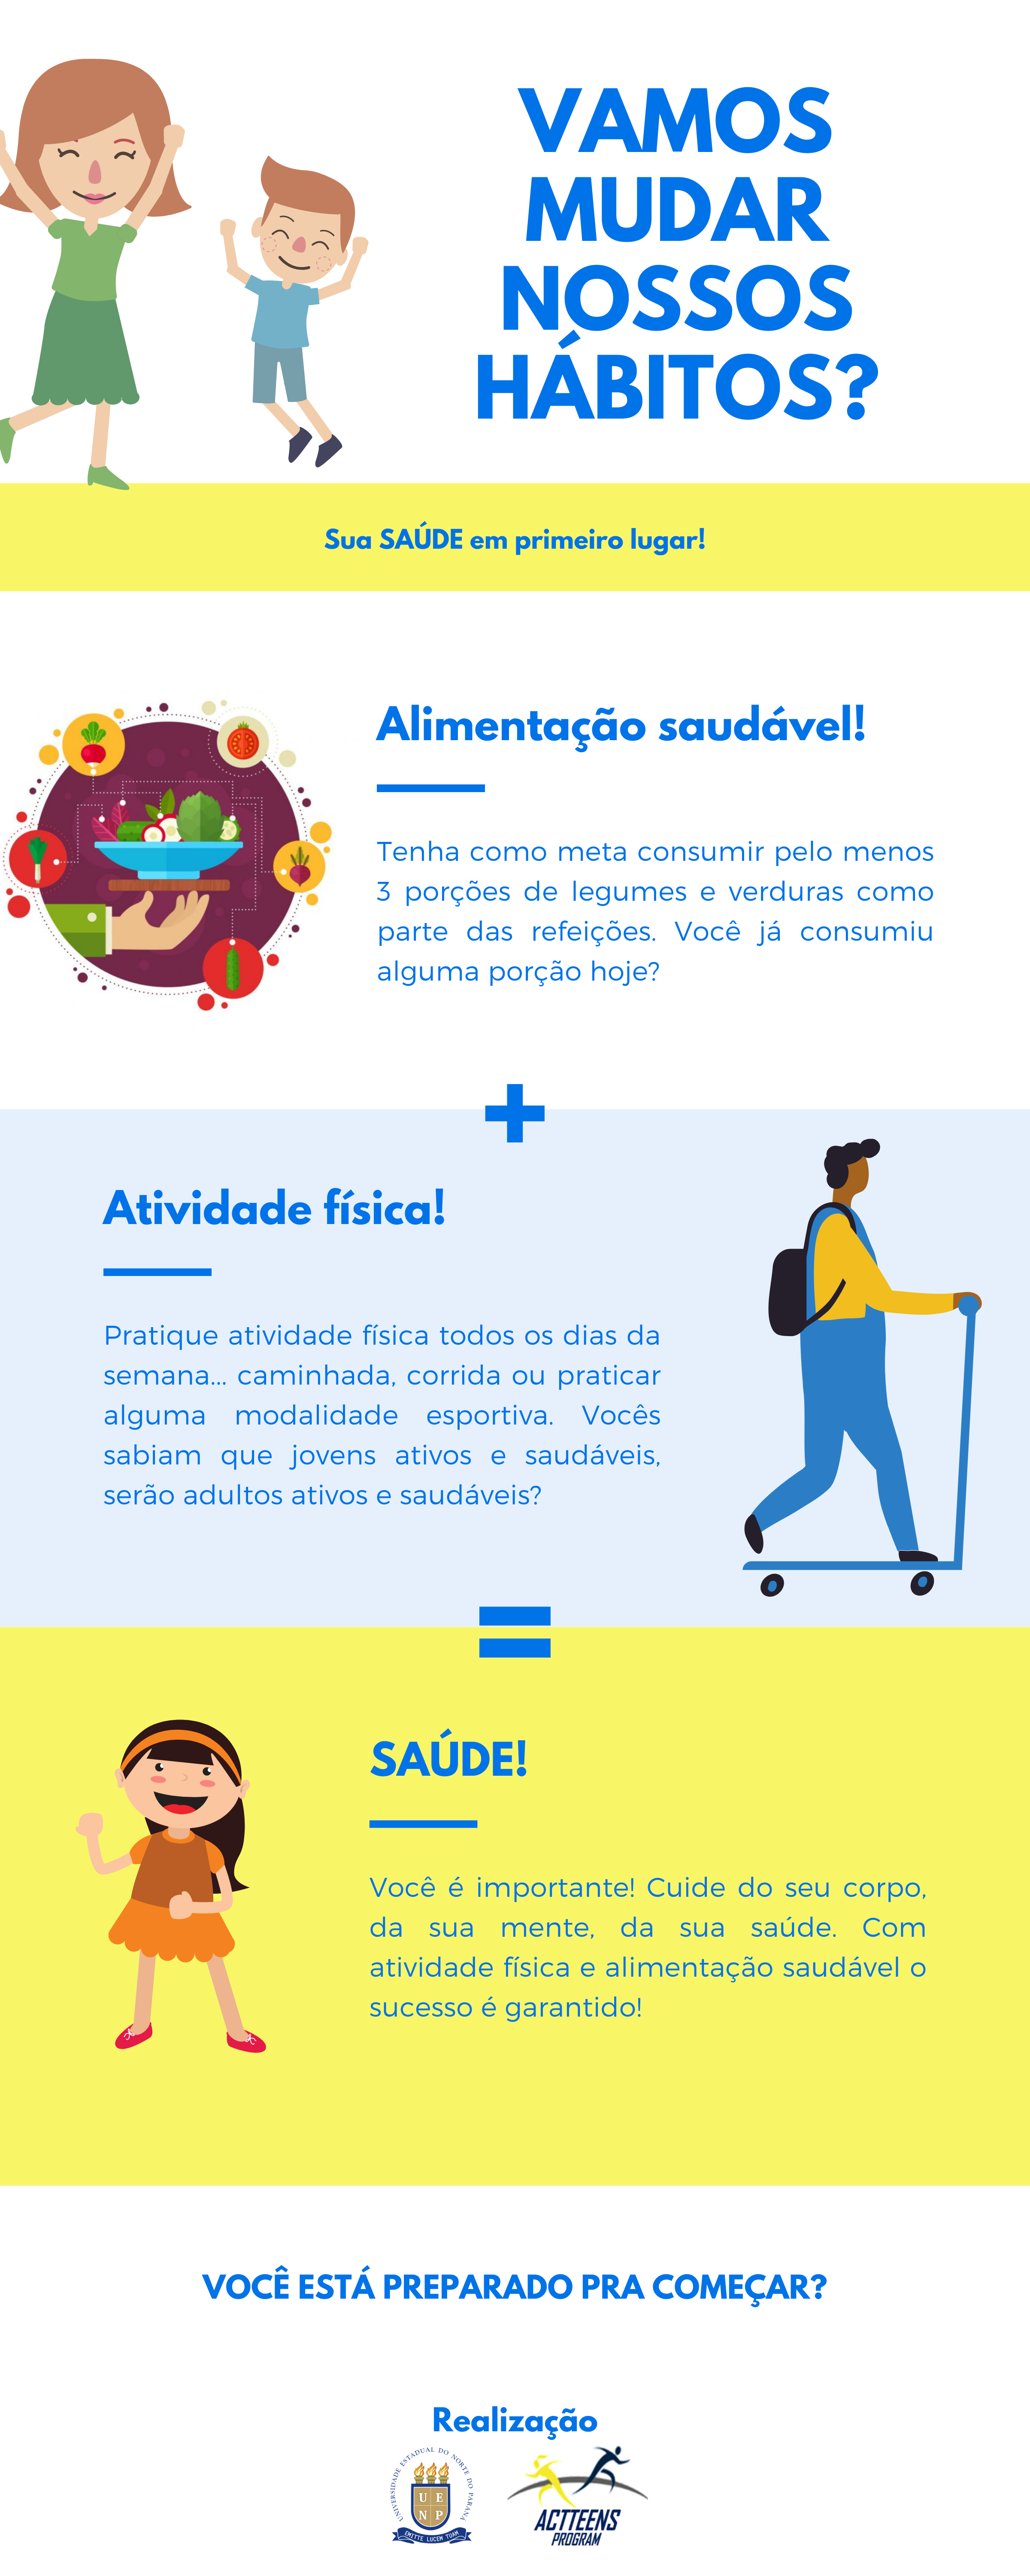 VAMOS
MUDAR
NOSSOS
HÁBITOS?
Sua SAÚDE em primeiro lugar!
Alimentação saudável!
Tenha como meta consumir pelo menos
3 porções de legumes e verduras como
parte das refeições. Você já consumiu
alguma porção hoje?
+
Atividade física!
Pratique atividade física todos os dias da
semana... caminhada, corrida ou praticar
alguma modalidade esportiva. Vocês
sabiam que jovens ativos e saudáveis,
serão adultos ativos e saudáveis?
=
SAÚDE!
Você é importante! Cuide do seu corpo,
da sua mente, da sua saúde. Com
atividade física e alimentação saudável o
sucesso é garantido!
VOCÊ ESTÁ PREPARADO PRA COMEÇAR?
Realização
UNIVERSIDADE ESTADUAL DO NORTE DO PARANÁ
U E
N P
EMITTE LUCEM TUAM
ACTTEENS
PROGRAM